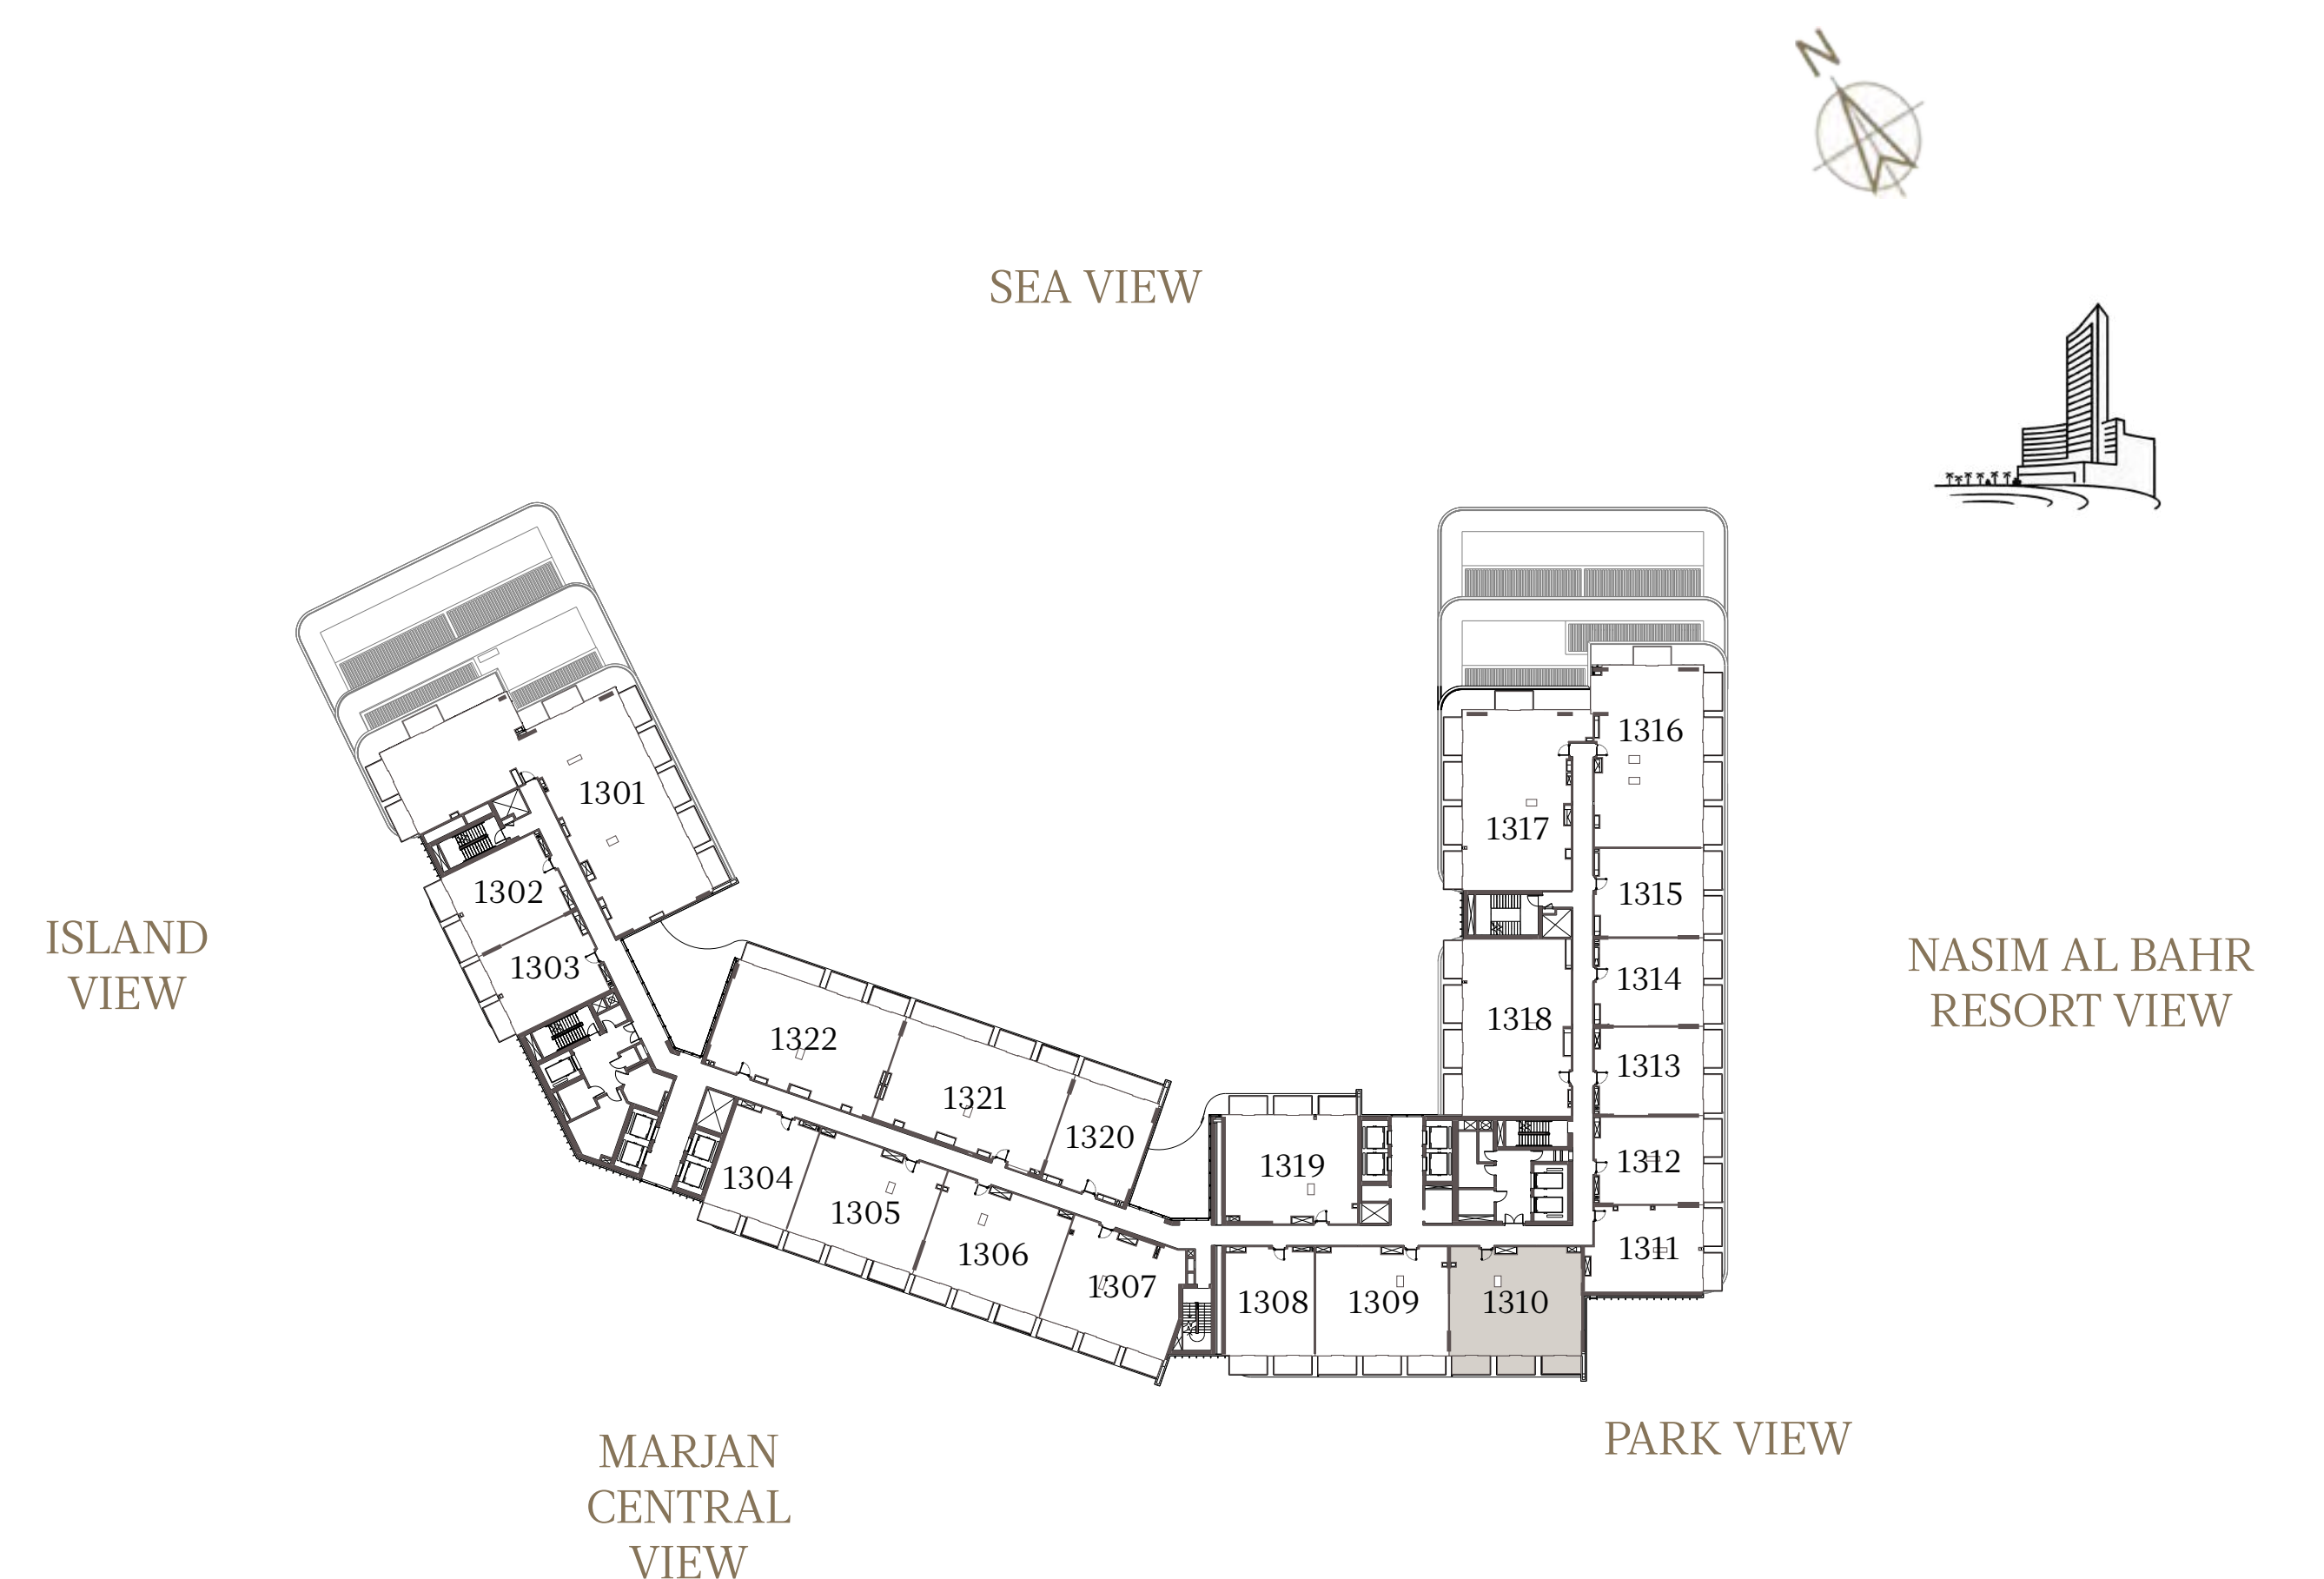 N
SEA VIEW
1316
1301
1317
1302
1315
ISLAND
VIEW
1303
NASIM AL BAHR
RESORT VIEW
1314
1318
1322
1313
1321
1320
1312
1319
1304
1305
1306
1311
1307
1308
1309
1310
PARK VIEW
MARJAN
CENTRAL
VIEW